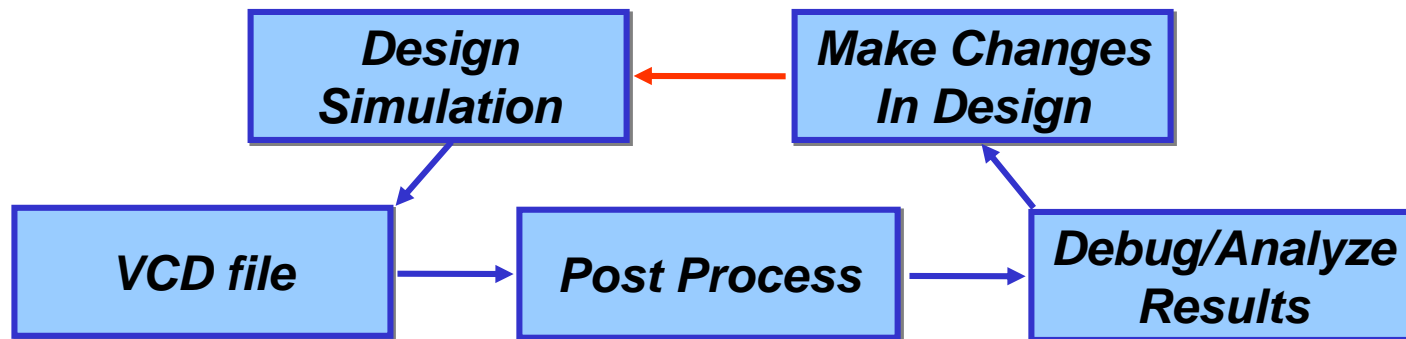 Design
Simulation
Make Changes
In Design
VCD file
Post Process
Debug/Analyze
Results